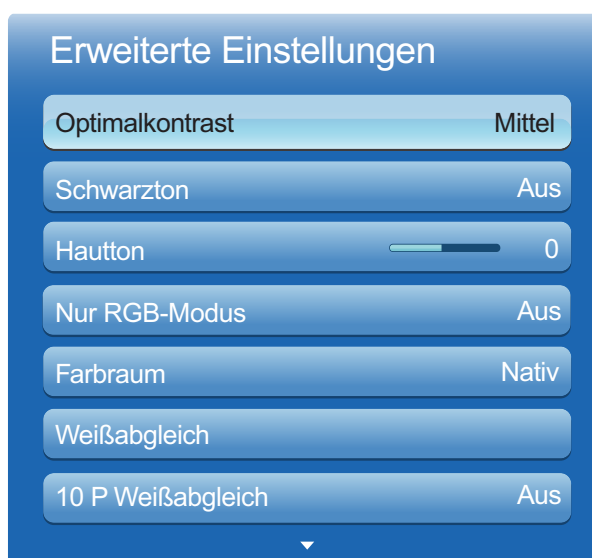 Erweiterte Einstellungen
Optimalkontrast Mittel
Schwarzton Aus
Hautton 0
Nur RGB-Modus Aus
Farbraum Nativ
Weißabgleich
10 P Weißabgleich Aus